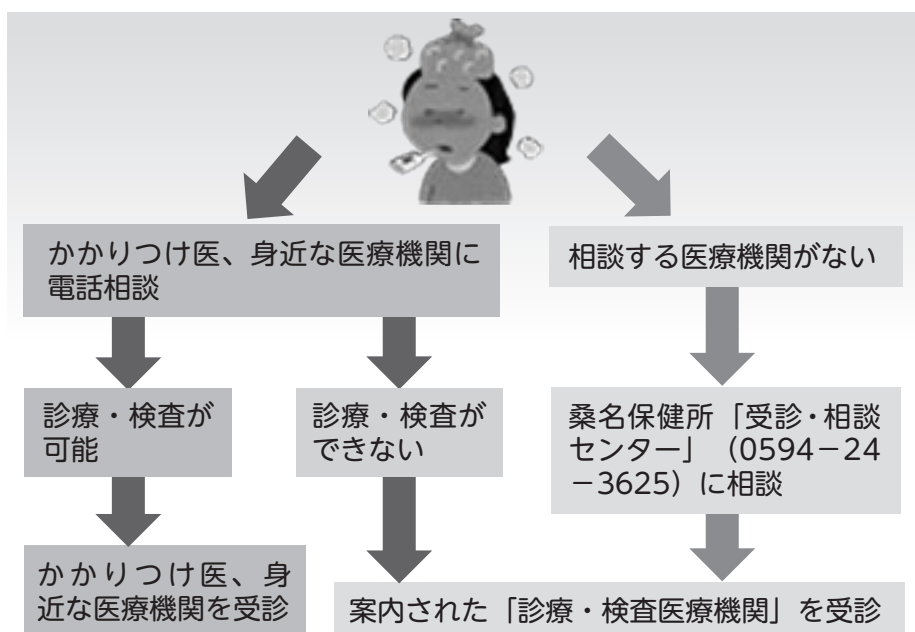 かかりつけ医、身近な医療機関に
電話相談
相談する医療機関がない
診療・検査が
可能
診療・検査が
できない
桑名保健所「受診・相談
センター」（0594－24
－3625）に相談
かかりつけ医、身
近な医療機関を受診
案内された「診療・検査医療機関」を受診